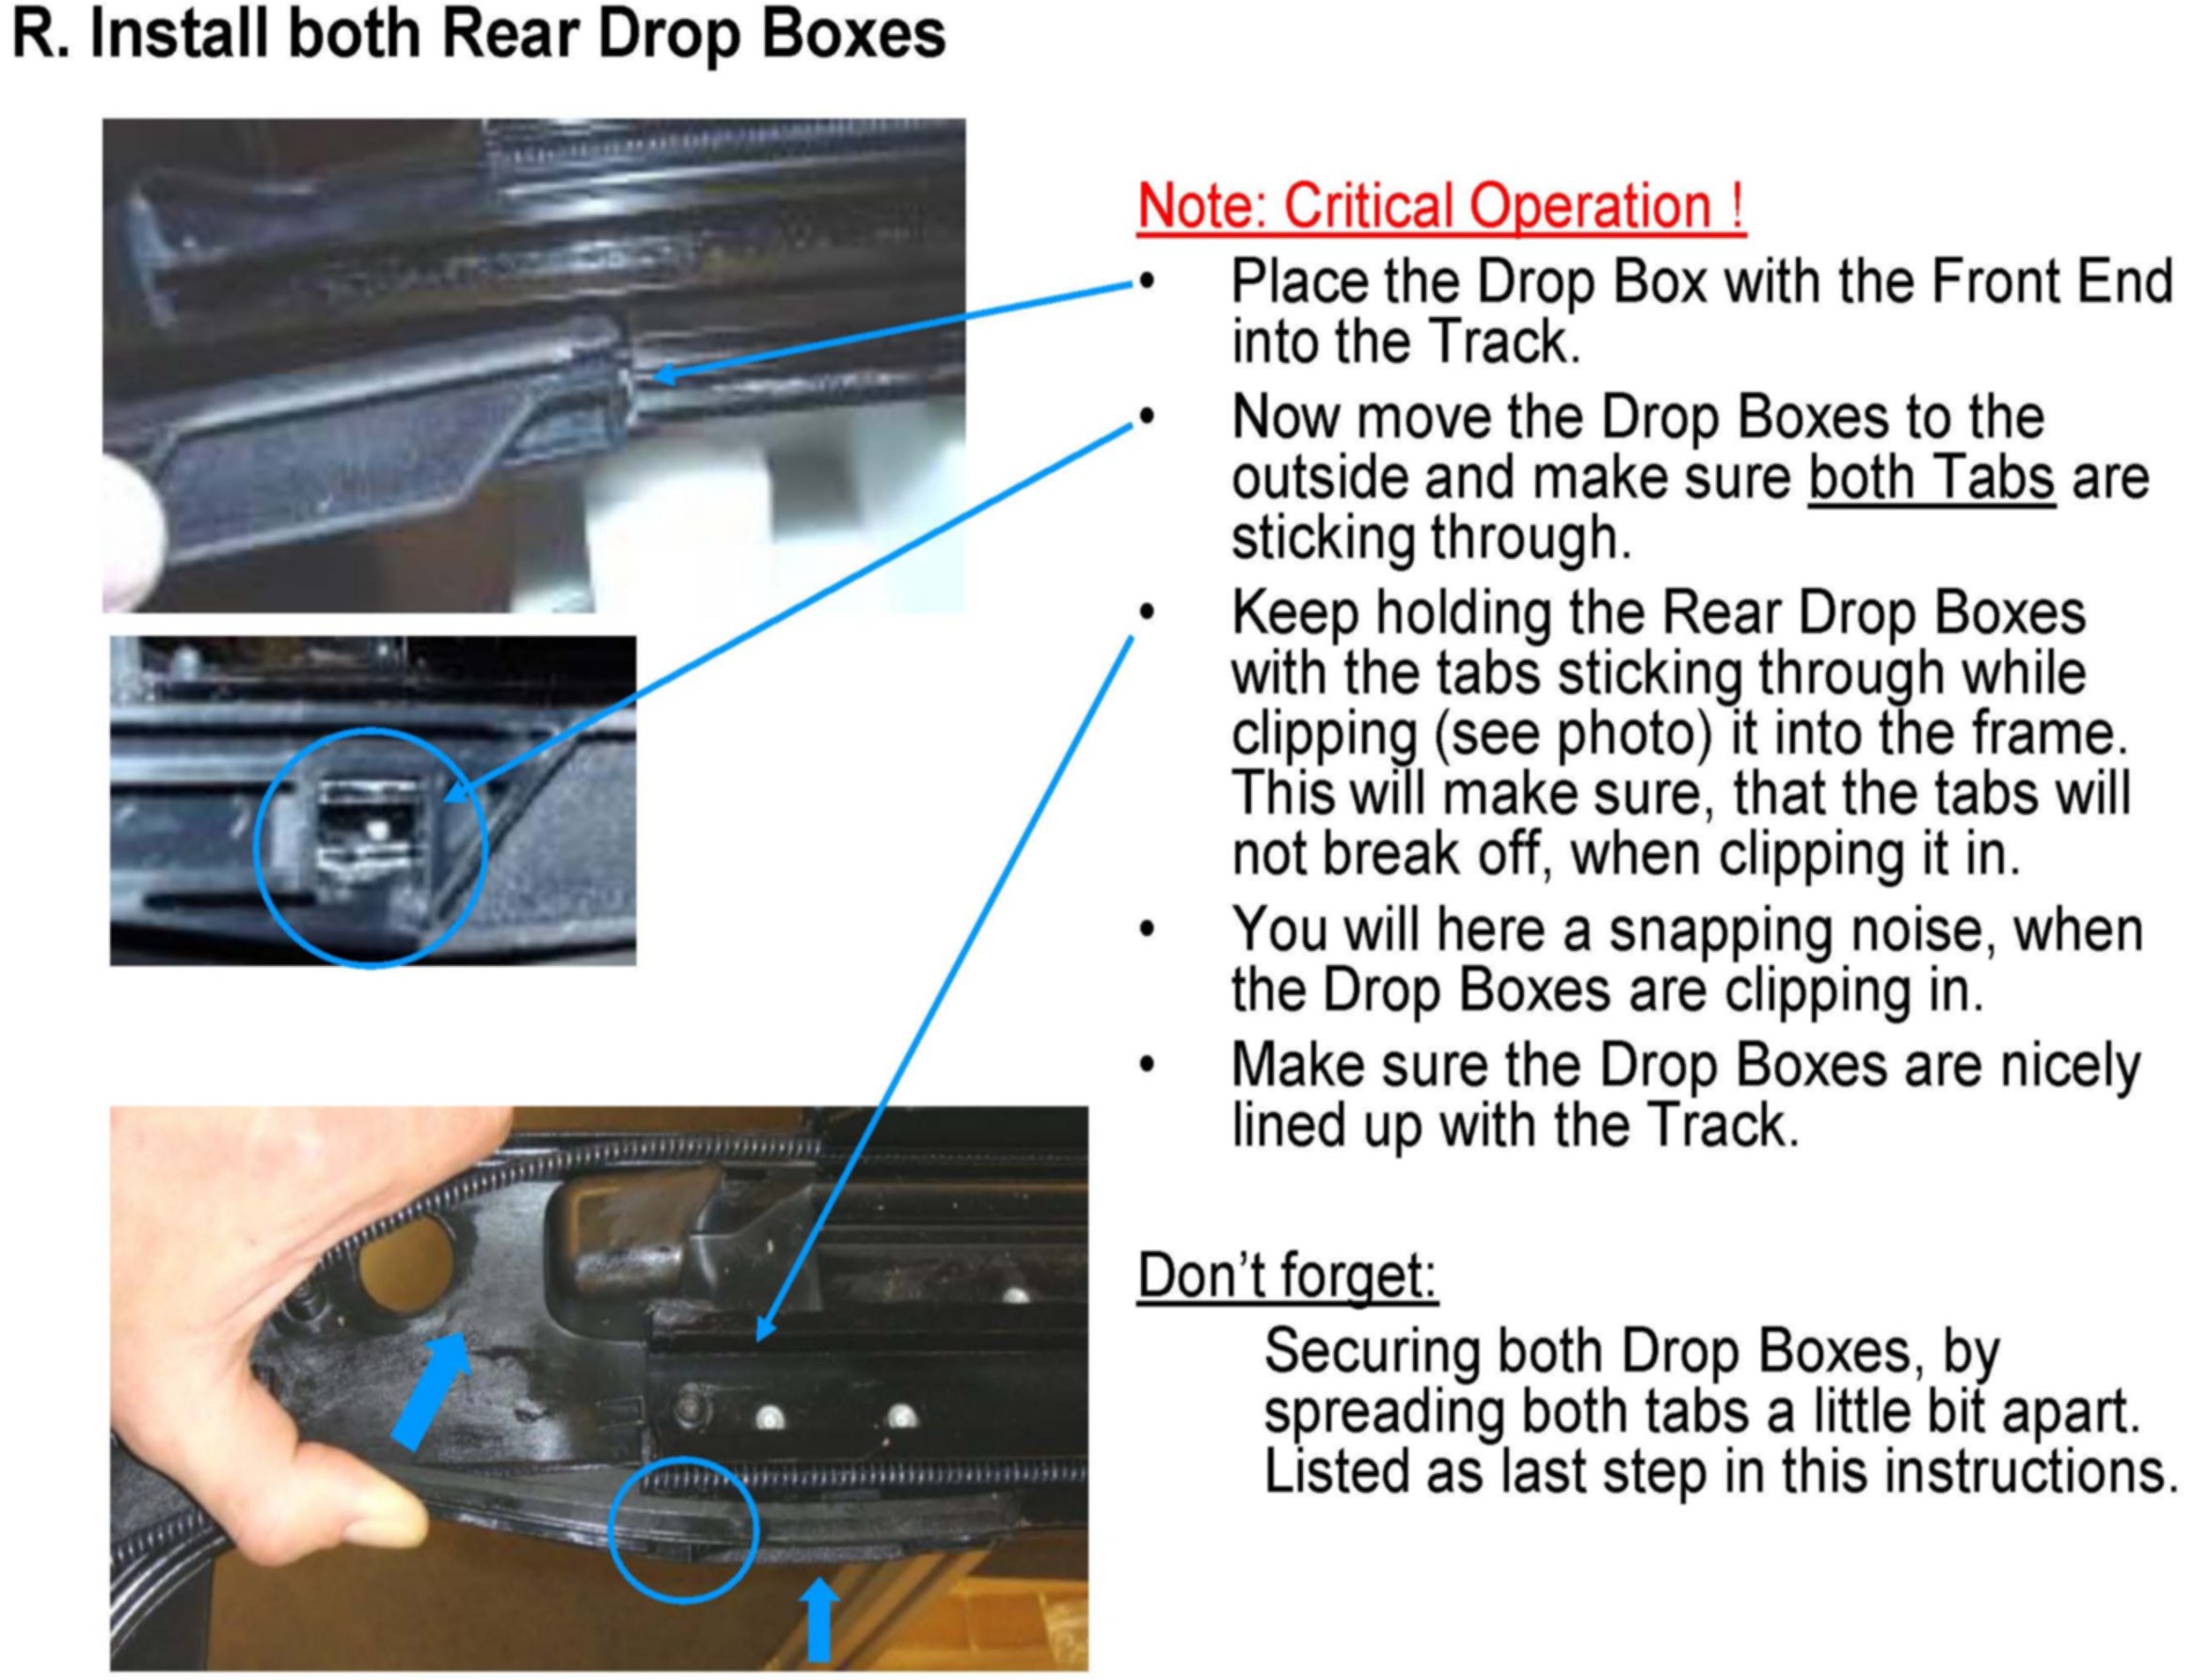 R. Install both Rear Drop Boxes
Note: Critical Operation !
• Place the Drop Box with the Front End
into the Track.
• Now move the Drop Boxes to the
outside and make sure both Tabs are
sticking through.
• Keep holding the Rear Drop Boxes
with the tabs sticking through while
clipping (see photo) it into the frame.
This will make sure, that the tabs will
not break off, when clipping it in.
• You will here a snapping noise, when
the Drop Boxes are clipping in.
• Make sure the Drop Boxes are nicely
lined up with the Track.
Don't forget:
Securing both Drop Boxes, by
spreading both tabs a little bit apart.
Listed as last step in this instructions.